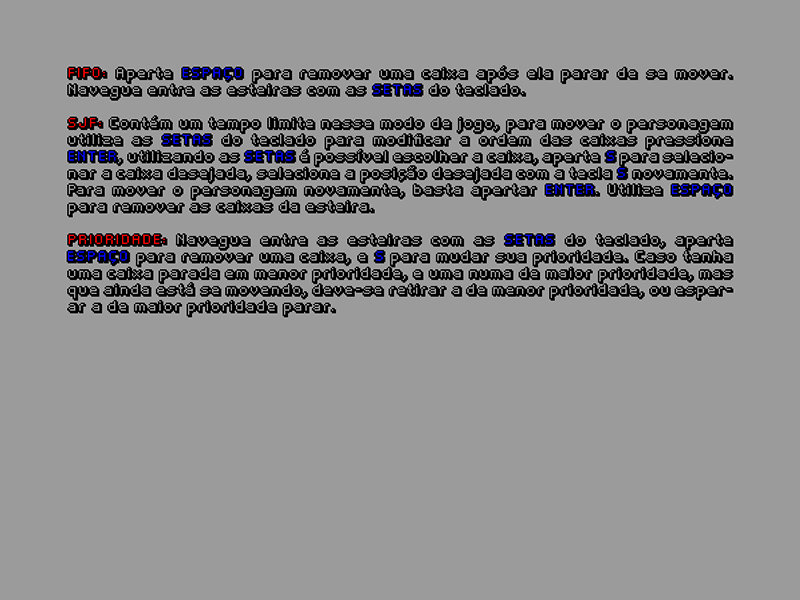 FIFO: Aperte ESPAÇO para remover uma caixa após ela parar de se mover.
Navegue entre as esteiras com as SETAS do teclado.
SJF: Contém um tempo limite nesse modo de jogo, para mover o personagem
utilize as SETAS do teclado para modificar a ordem das caixas pressione
ENTER, utilizando as SETAS é possível escolher a caixa, aperte S para selecio-
nar a caixa desejada, selecione a posição desejada com a tecla S novamente.
Para mover o personagem novamente, basta apertar ENTER. Utilize ESPAÇO
para remover as caixas da esteira.
PRIORIDADE: Navegue entre as esteiras com as SETAS do teclado, aperte
ESPAÇO para remover uma caixa, e S para mudar sua prioridade. Caso tenha
uma caixa parada em menor prioridade, e uma numa de maior prioridade, mas
que ainda está se movendo, deve-se retirar a de menor prioridade, ou esper-
ar a de maior prioridade parar.